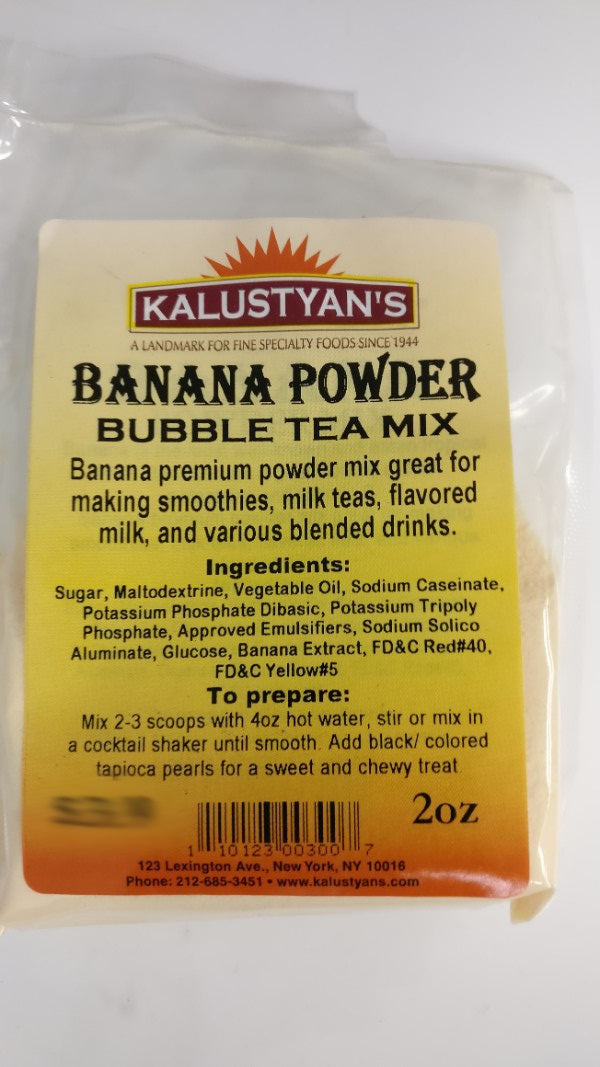 KALUSTYAN'S
A LANDMARK FOR FINE SPECIALTY FOODS SINCE 1944
BANANA POWDER
BUBBLE TEA MIX
Banana premium powder mix great for
making smoothies, milk teas, flavored
milk, and various blended drinks.
Ingredients:
Sugar, Maltodextrine, Vegetable Oil, Sodium Caseinate,
Potassium Phosphate Dibasic, Potassium Tripoly
Phosphate, Approved Emulsifiers, Sodium Solico
Aluminate, Glucose, Banana Extract, FD&C Red#40,
FD&C Yellow#5
To prepare:
Mix 2-3 scoops with 4oz hot water, stir or mix in
a cocktail shaker until smooth. Add black/ colored
tapioca pearls for a sweet and chewy treat.
2oz
1 10123 00300 7
123 Lexington Ave., New York, NY 10016
Phone: 212-685-3451 • www.kalustyans.com